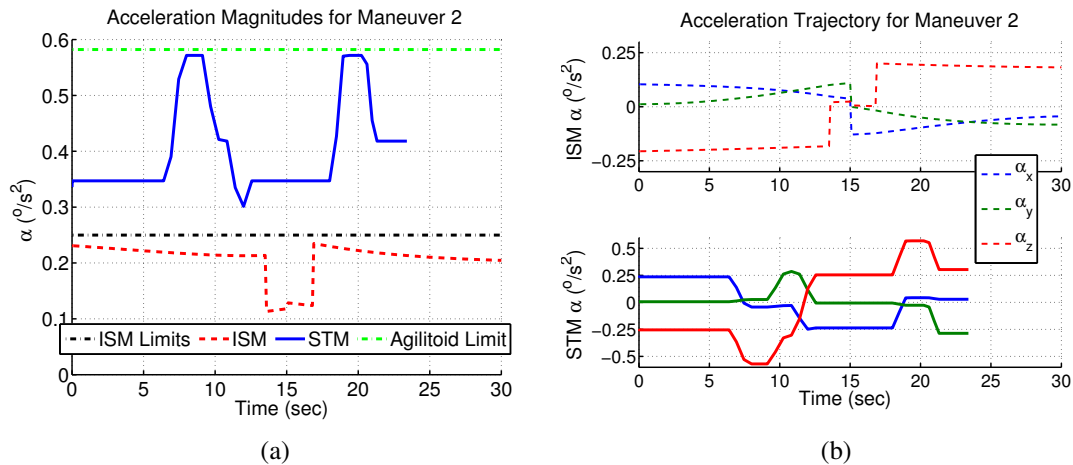 Acceleration Magnitudes for Maneuver 2
0.6
0.5
0.4
0.3
0.2
0.1
0
α (⁰/s²)
ISM Limits ISM STM Agilitoid Limit
0 5 10 15 20 25 30
Time (sec)
(a)
Acceleration Trajectory for Maneuver 2
0.25
0
−0.25
ISM α (⁰/s²)
0 5 10 15 20 25 30
αx
αy
αz
0.5
0.25
0
−0.25
−0.5
STM α (⁰/s²)
0 5 10 15 20 25 30
Time (sec)
(b)